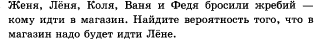 Женя, Лёня, Коля, Ваня и Федя бросили жребий —
кому идти в магазин. Найдите вероятность того, что в
магазин надо будет идти Лёне.